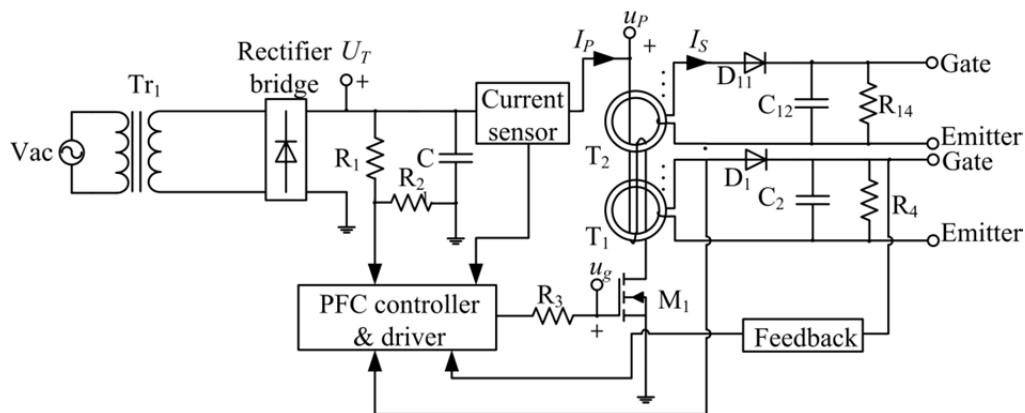 Rectifier
bridge
U_T
+
Tr₁
Vac
R₁
R₂
C
Current
sensor
I_P
u_P
+
I_S
D₁₁
C₁₂
R₁₄
Gate
Emitter
T₂
Gate
D₁
C₂
R₄
Emitter
T₁
PFC controller
& driver
R₃
u_g
+
M₁
Feedback